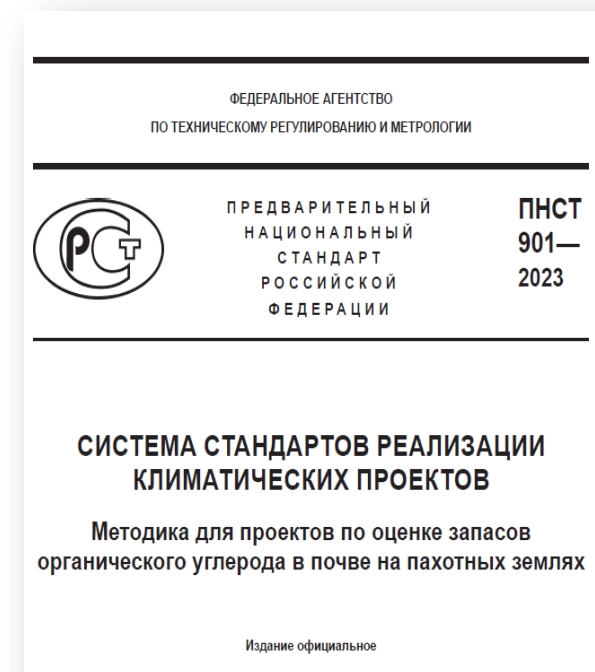 ФЕДЕРАЛЬНОЕ АГЕНТСТВО
ПО ТЕХНИЧЕСКОМУ РЕГУЛИРОВАНИЮ И МЕТРОЛОГИИ
РСТ
ПРЕДВАРИТЕЛЬНЫЙ
НАЦИОНАЛЬНЫЙ
СТАНДАРТ
РОССИЙСКОЙ
ФЕДЕРАЦИИ
ПНСТ
901—
2023
СИСТЕМА СТАНДАРТОВ РЕАЛИЗАЦИИ
КЛИМАТИЧЕСКИХ ПРОЕКТОВ
Методика для проектов по оценке запасов
органического углерода в почве на пахотных землях
Издание официальное